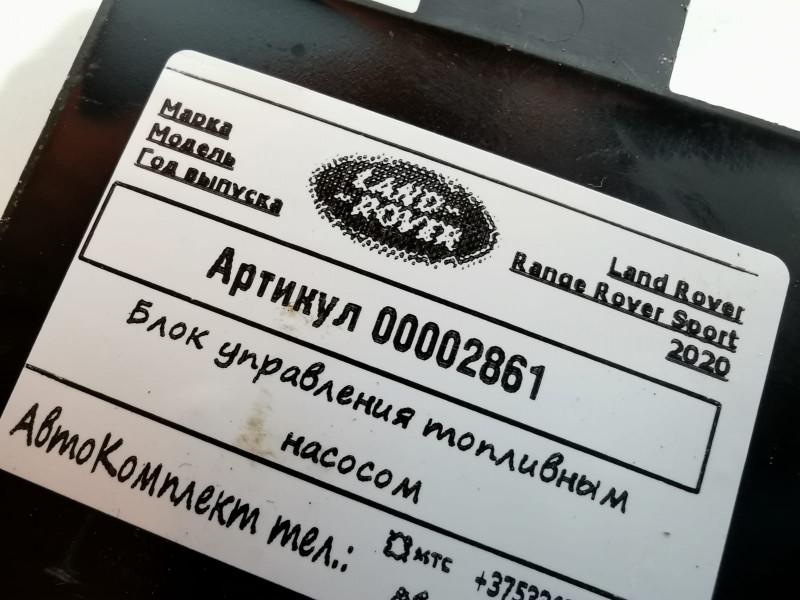 Марка
Модель
Год выпуска
LAND-
-ROVER
Land Rover
Range Rover Sport
2020
Артикул 00002861
Блок управления топливным
насосом
АвтоКомплект тел.:
мтс